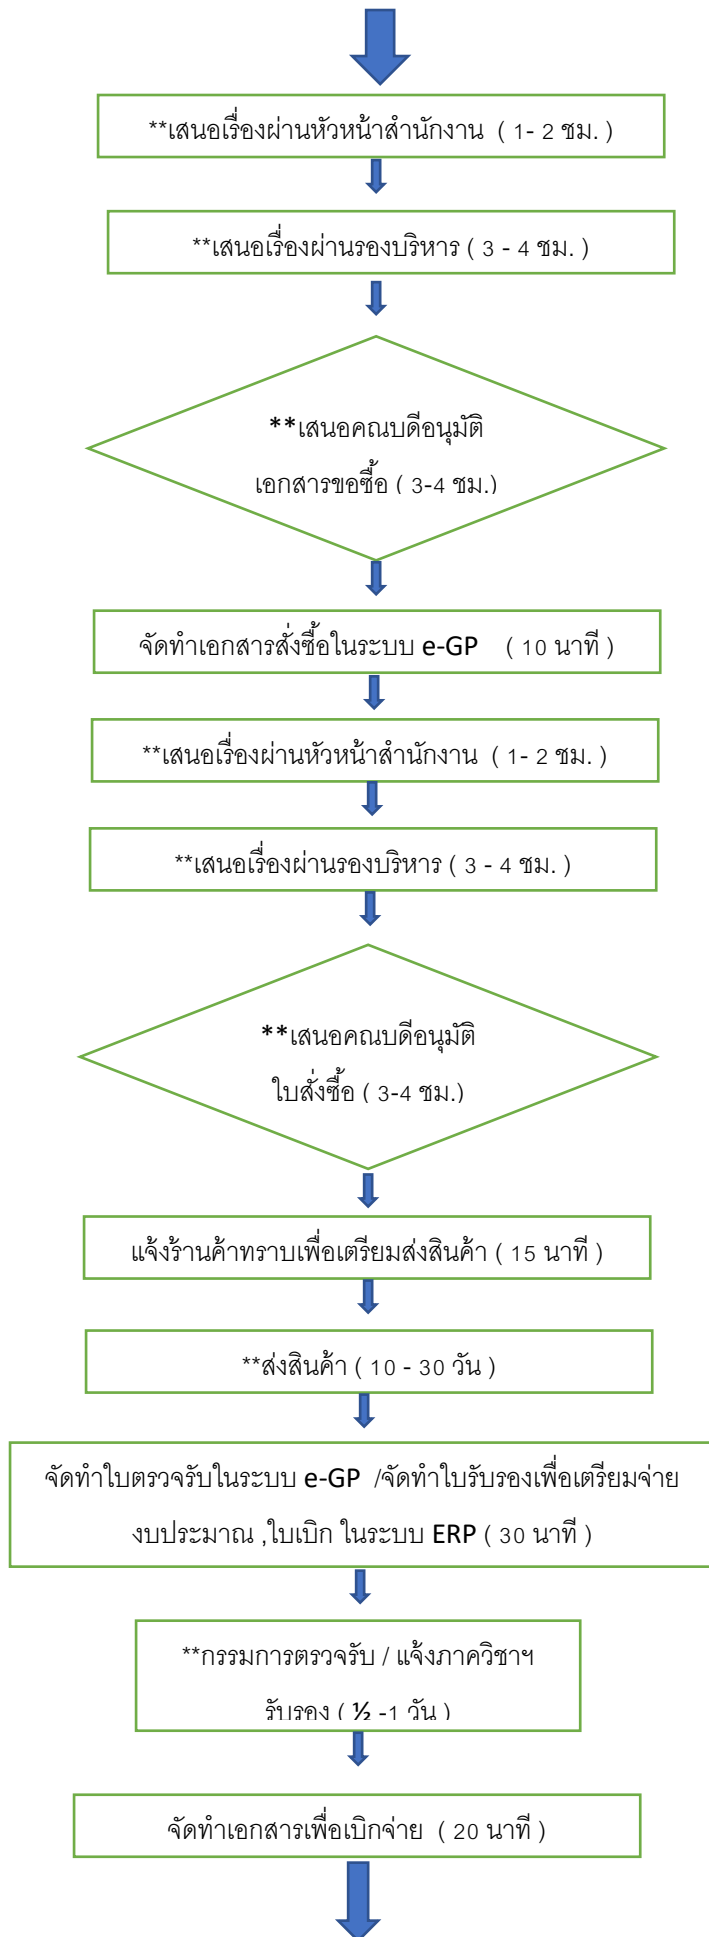 **เสนอเรื่องผ่านหัวหน้าสำนักงาน ( 1- 2 ชม. )
**เสนอเรื่องผ่านรองบริหาร ( 3 - 4 ชม. )
**เสนอคณบดีอนุมัติ
เอกสารขอซื้อ ( 3-4 ชม.)
จัดทำเอกสารสั่งซื้อในระบบ e-GP ( 10 นาที )
**เสนอเรื่องผ่านหัวหน้าสำนักงาน ( 1- 2 ชม. )
**เสนอเรื่องผ่านรองบริหาร ( 3 - 4 ชม. )
**เสนอคณบดีอนุมัติ
ใบสั่งซื้อ ( 3-4 ชม.)
แจ้งร้านค้าทราบเพื่อเตรียมส่งสินค้า ( 15 นาที )
**ส่งสินค้า ( 10 - 30 วัน )
จัดทำใบตรวจรับในระบบ e-GP /จัดทำใบรับรองเพื่อเตรียมจ่าย
งบประมาณ ,ใบเบิก ในระบบ ERP ( 30 นาที )
**กรรมการตรวจรับ / แจ้งภาควิชาฯ
รับรอง ( ½ -1 วัน )
จัดทำเอกสารเพื่อเบิกจ่าย ( 20 นาที )